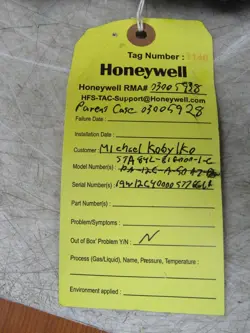 Tag Number :
Honeywell
Honeywell RMA# 03005928
HFS-TAC-Support@Honeywell.com
Parent Case 03005928
Failure Date :
Installation Date :
Customer Michael Kobylko
Model Number(s) :
Serial Number(s)
Part Number(s) :
Problem/Symptoms :
Out of Box' Problem Y/N : N
Process (Gas/Liquid), Name, Pressure, Temperature :
Environment applied :